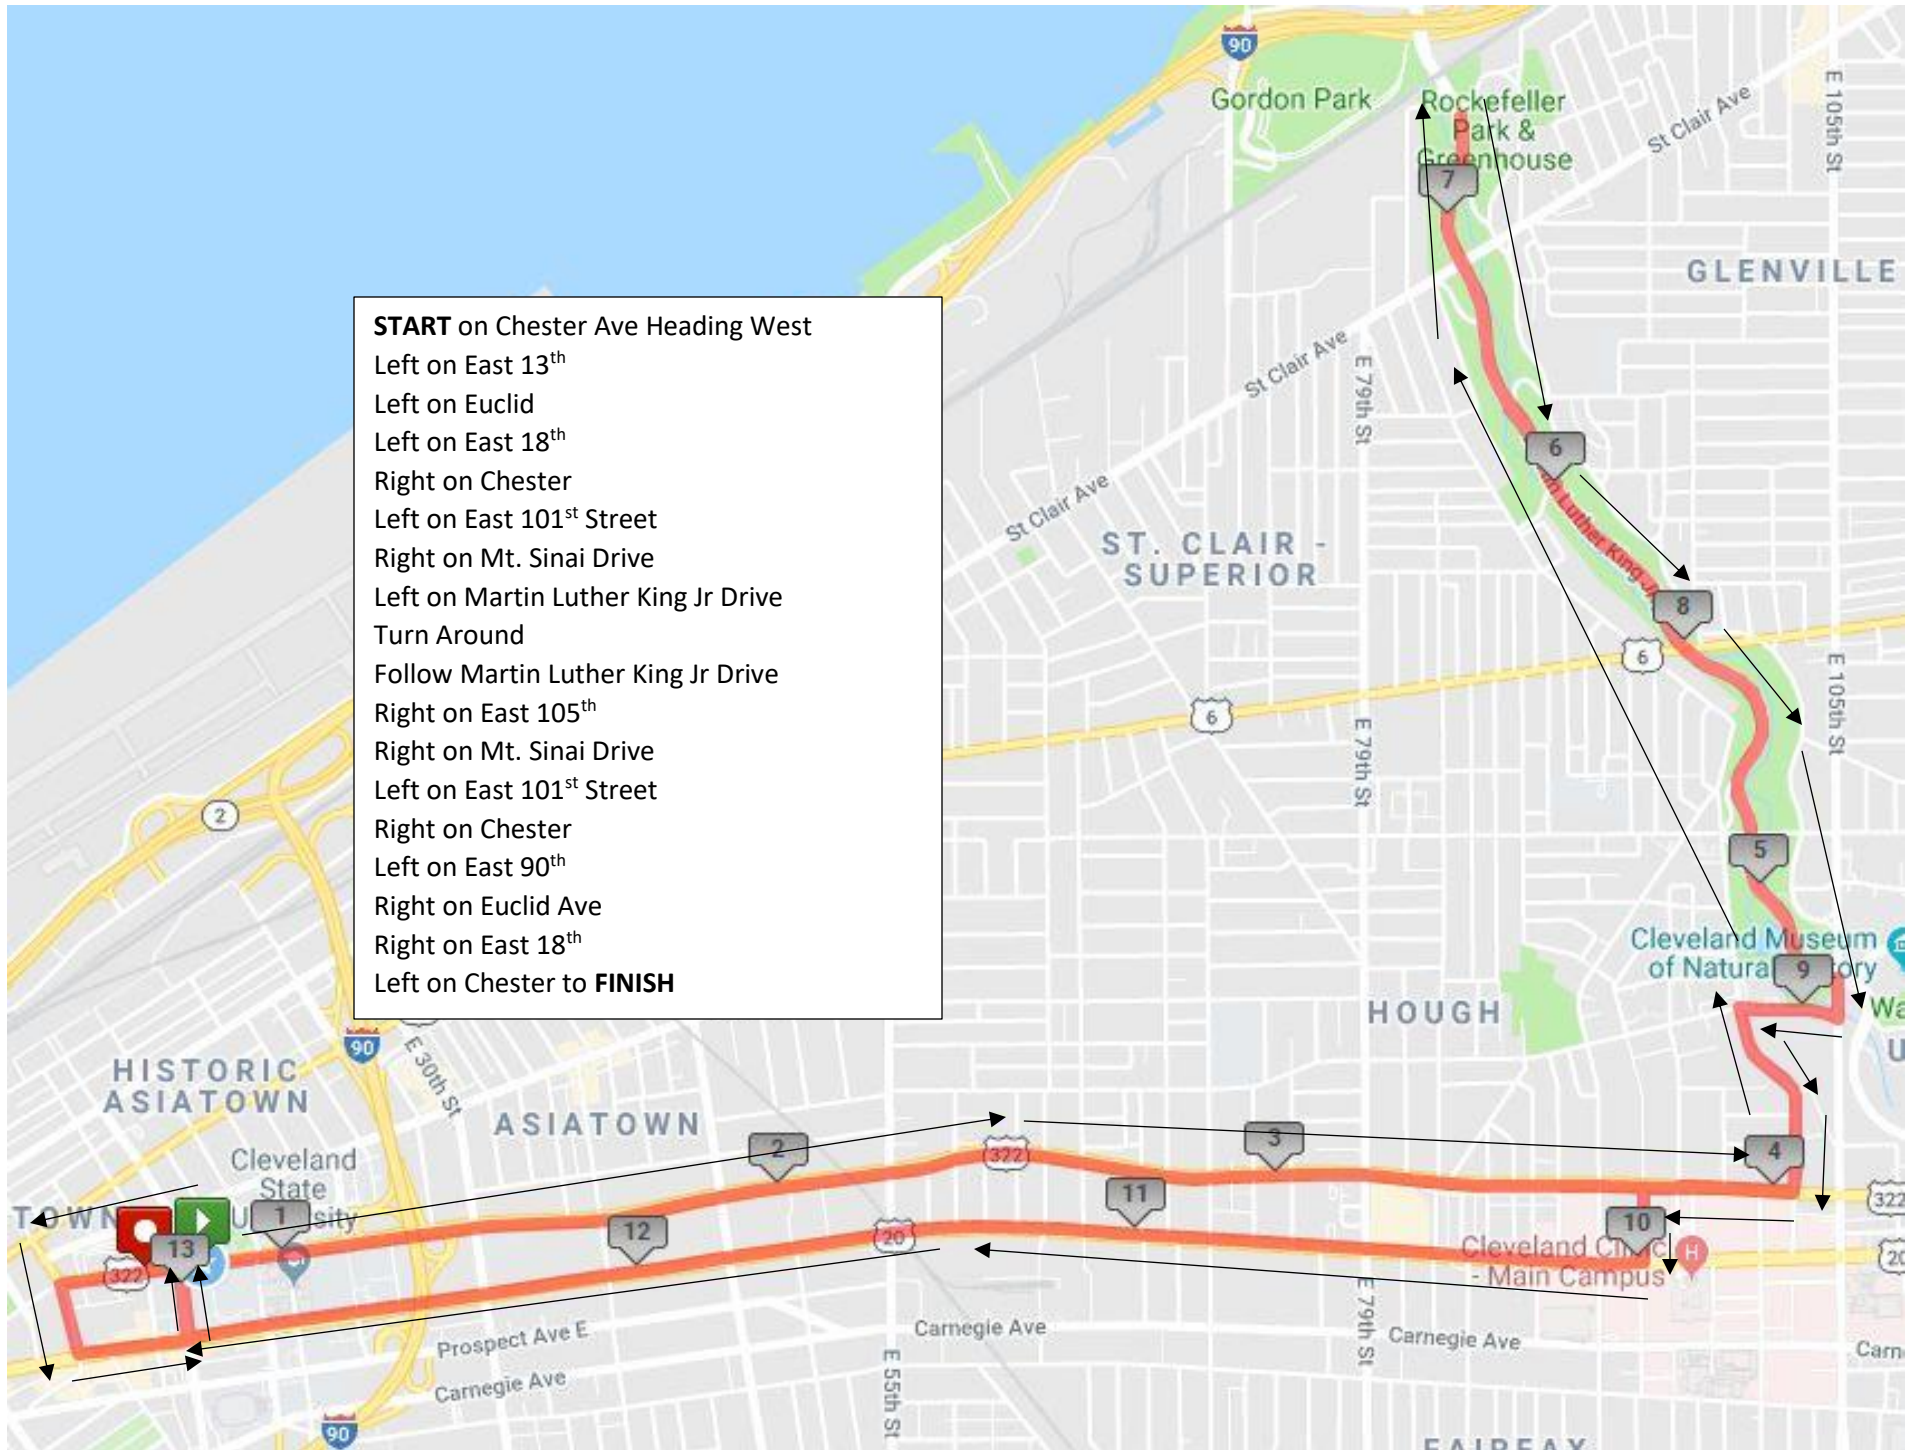 90
Gordon Park
Rockefeller
Park &
Greenhouse
St Clair Ave
E 105th St
7
GLENVILLE
START on Chester Ave Heading West
Left on East 13th
Left on Euclid
Left on East 18th
Right on Chester
Left on East 101st Street
Right on Mt. Sinai Drive
Left on Martin Luther King Jr Drive
Turn Around
Follow Martin Luther King Jr Drive
Right on East 105th
Right on Mt. Sinai Drive
Left on East 101st Street
Right on Chester
Left on East 90th
Right on Euclid Ave
Right on East 18th
Left on Chester to FINISH
St Clair Ave
E 79th St
6
St Clair Ave
Luther King Jr
ST. CLAIR -
SUPERIOR
8
6
E 105th St
6
E 79th St
2
5
Cleveland Museum
of Natural
9
HOUGH
90
E 30th St
HISTORIC
ASIATOWN
ASIATOWN
2
322
3
4
Cleveland
State
1
11
322
TOWN
13
12
20
10
Cleveland Clinic
- Main Campus
H
20
322
E 79th St
Prospect Ave E
Carnegie Ave
Carnegie Ave
Carnegie Ave
E 55th St
90
FAIRFAX